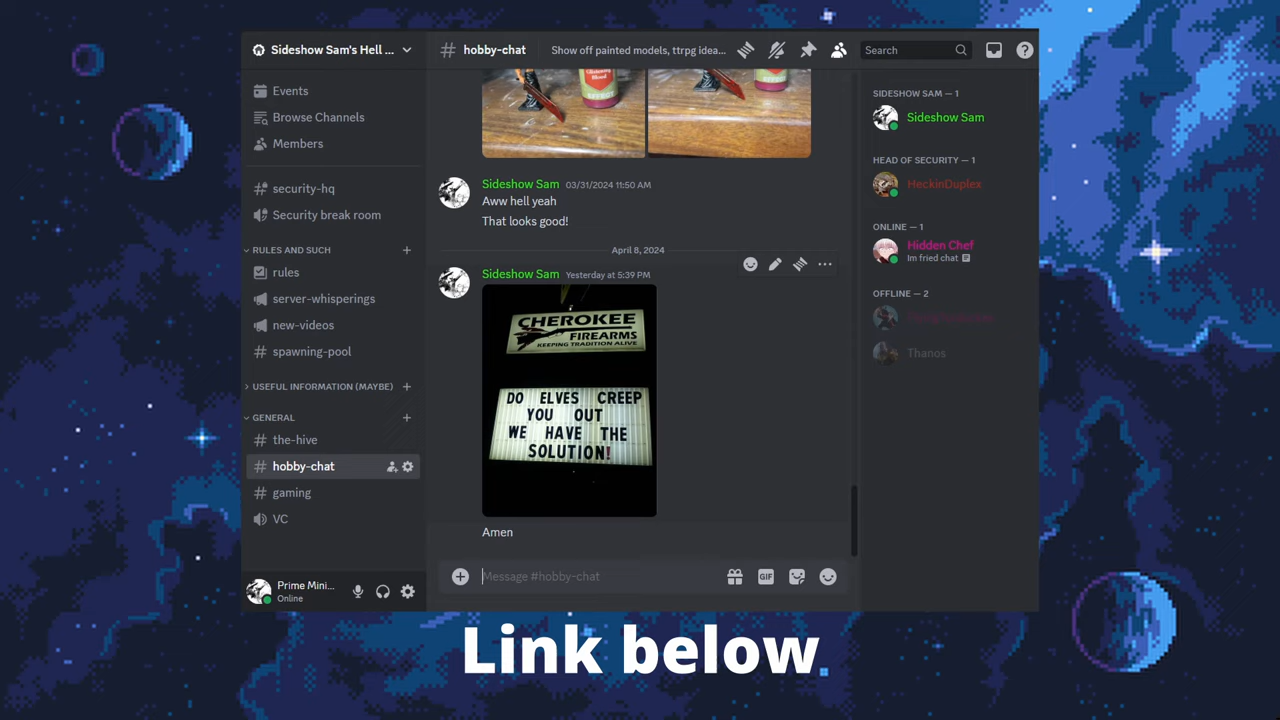 Sideshow Sam's Hell ...
Events
Browse Channels
Members
security-hq
Security break room
RULES AND SUCH
rules
server-whisperings
new-videos
spawning-pool
USEFUL INFORMATION (MAYBE)
GENERAL
the-hive
hobby-chat
gaming
VC
Prime Mini...
Online
hobby-chat
Show off painted models, ttrpg idea...
Search
EFFECT
EFFECT
Sideshow Sam 03/31/2024 11:50 AM
Aww hell yeah
That looks good!
April 8, 2024
Sideshow Sam Yesterday at 5:39 PM
CHEROKEE
FIREARMS
KEEPING TRADITION ALIVE
DO ELVES CREEP
YOU OUT
WE HAVE THE
SOLUTION!
Amen
Message #hobby-chat
GIF
SIDESHOW SAM — 1
Sideshow Sam
HEAD OF SECURITY — 1
HeckinDuplex
ONLINE — 1
Hidden Chef
Im fried chat
OFFLINE — 2
Thanos
Link below